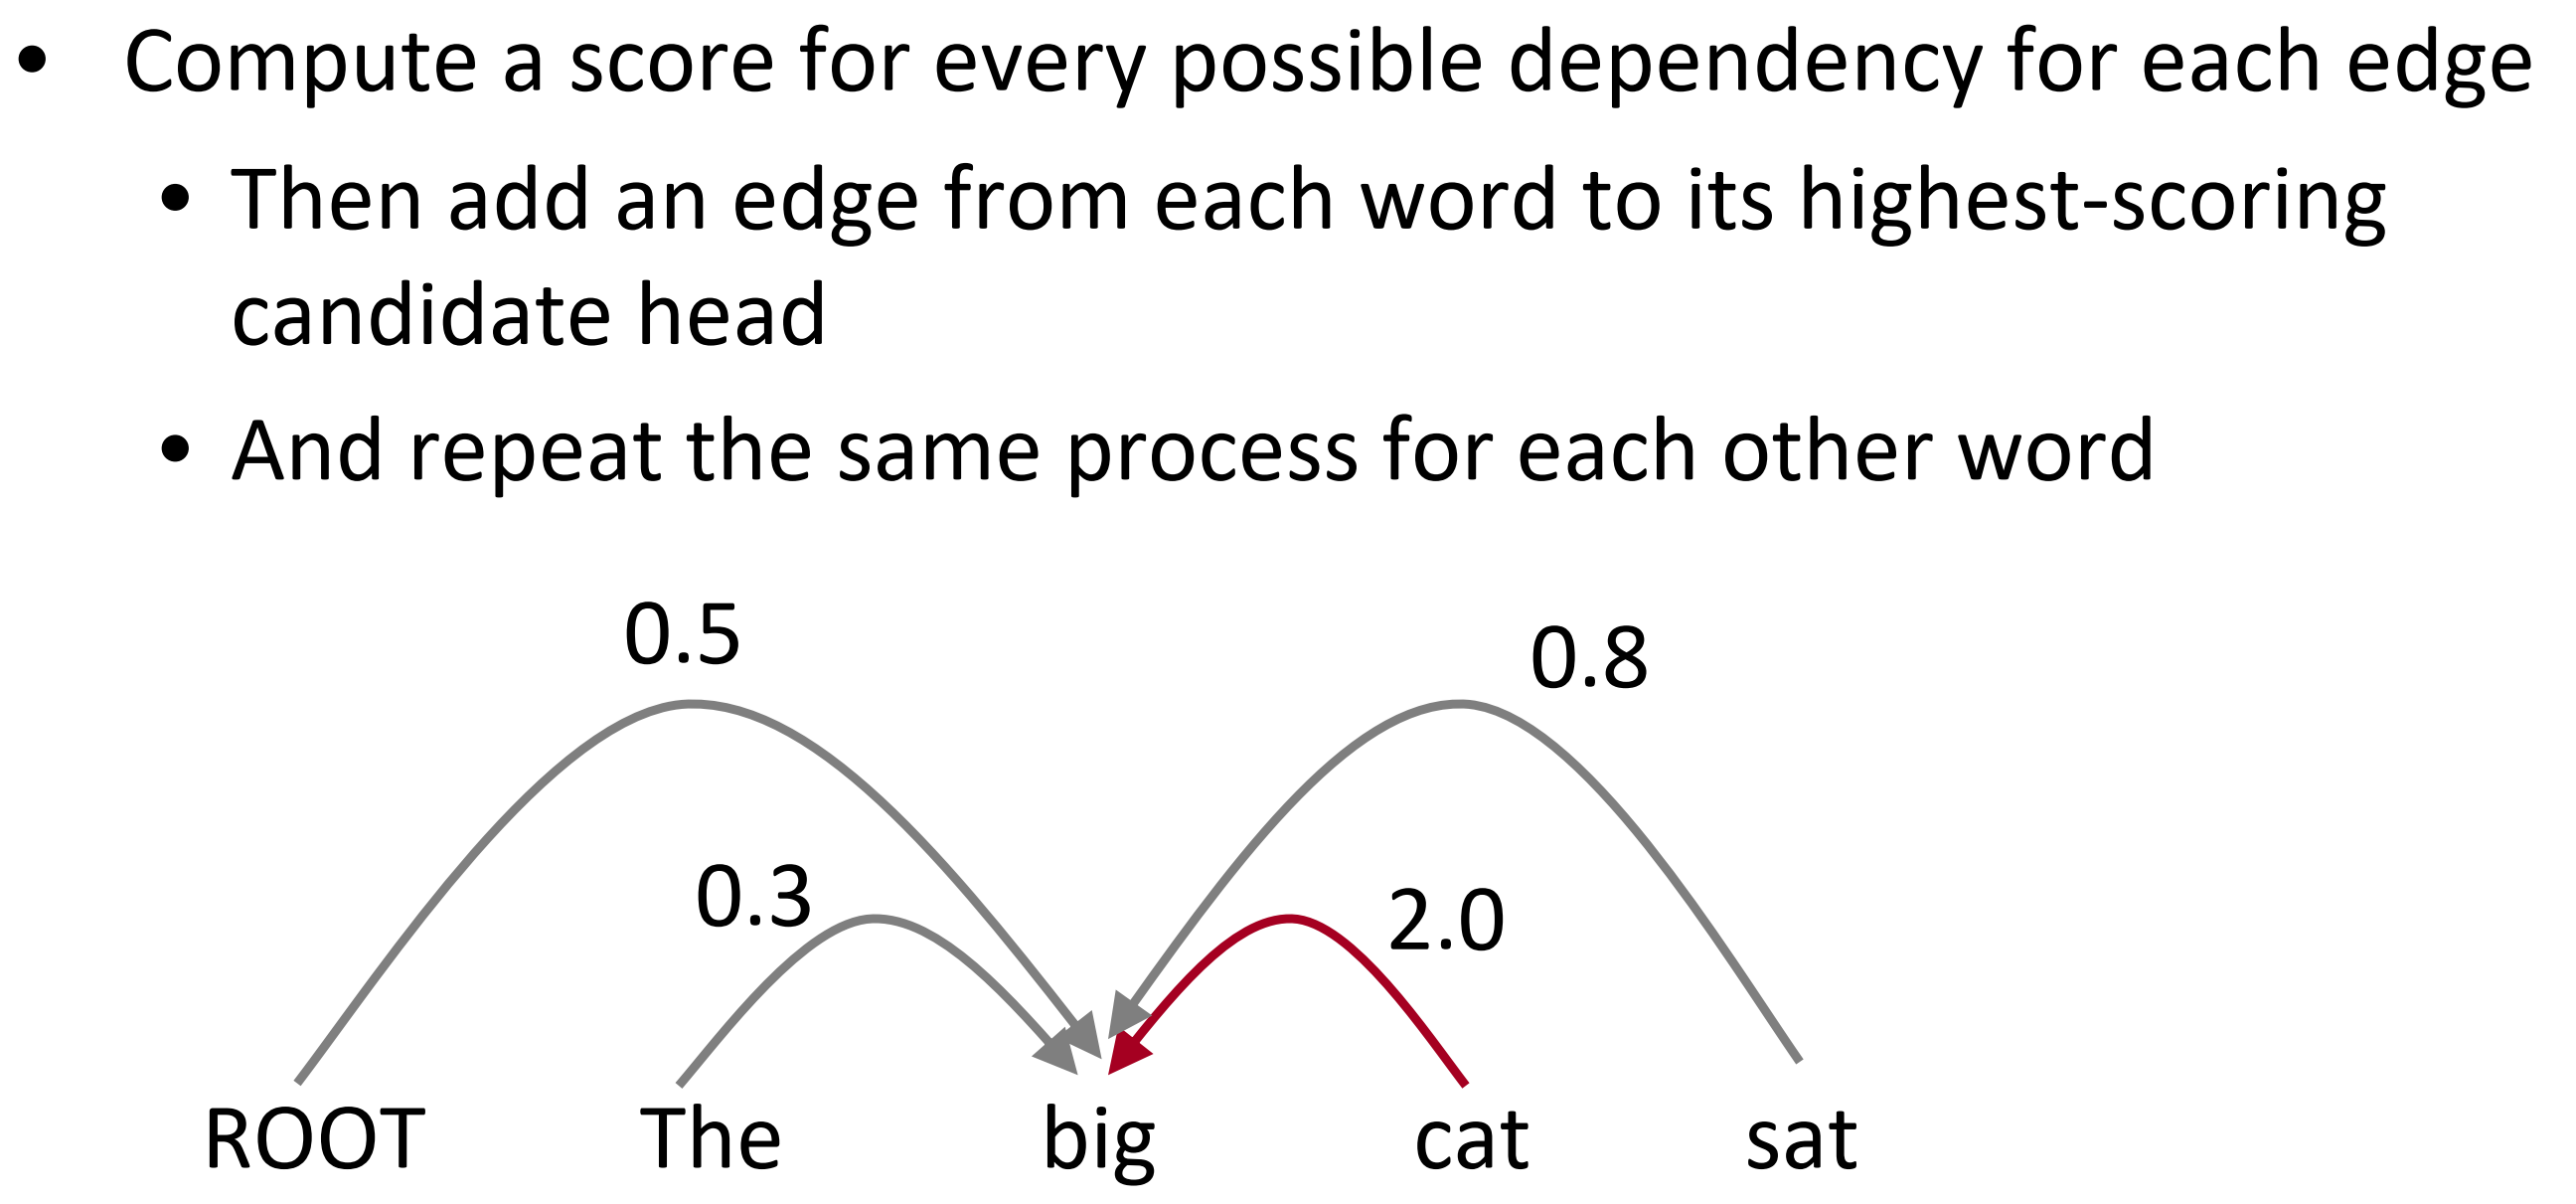 • Compute a score for every possible dependency for each edge
• Then add an edge from each word to its highest-scoring
candidate head
• And repeat the same process for each other word
0.5
0.8
0.3
2.0
ROOT The big cat sat